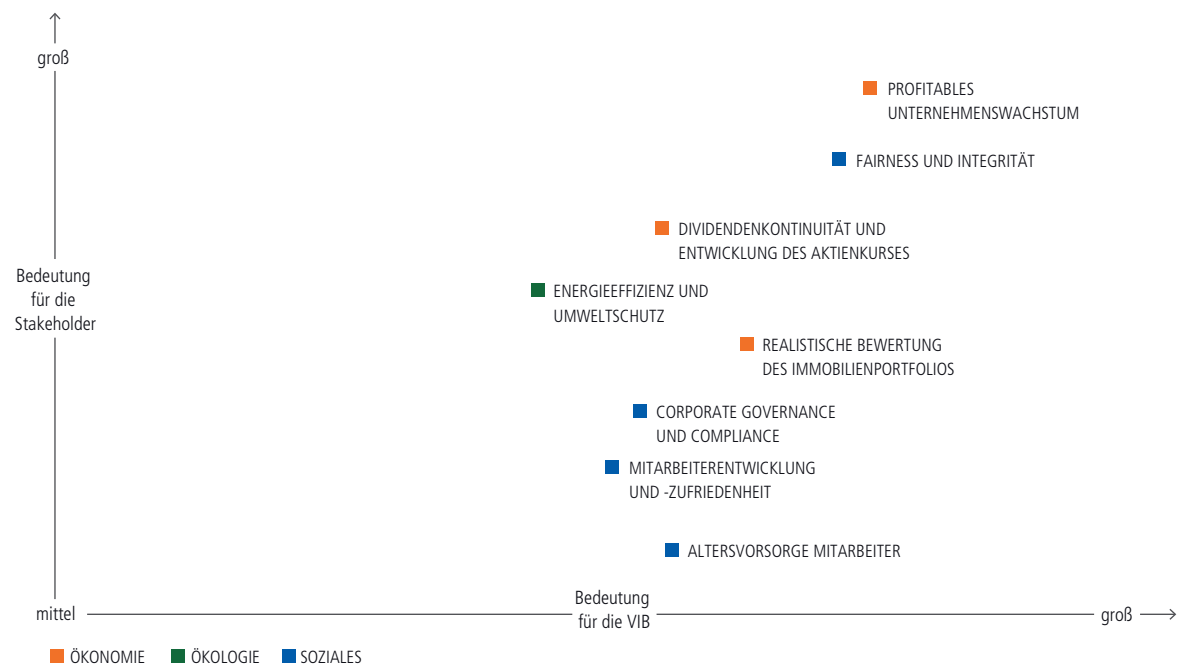 groß
PROFITABLES
UNTERNEHMENSWACHSTUM
FAIRNESS UND INTEGRITÄT
DIVIDENDENKONTINUITÄT UND
ENTWICKLUNG DES AKTIENKURSES
Bedeutung
für die
Stakeholder
ENERGIEEFFIZIENZ UND
UMWELTSCHUTZ
REALISTISCHE BEWERTUNG
DES IMMOBILIENPORTFOLIOS
CORPORATE GOVERNANCE
UND COMPLIANCE
MITARBEITERENTWICKLUNG
UND -ZUFRIEDENHEIT
ALTERSVORSORGE MITARBEITER
mittel
Bedeutung
für die VIB
groß
ÖKONOMIE
ÖKOLOGIE
SOZIALES